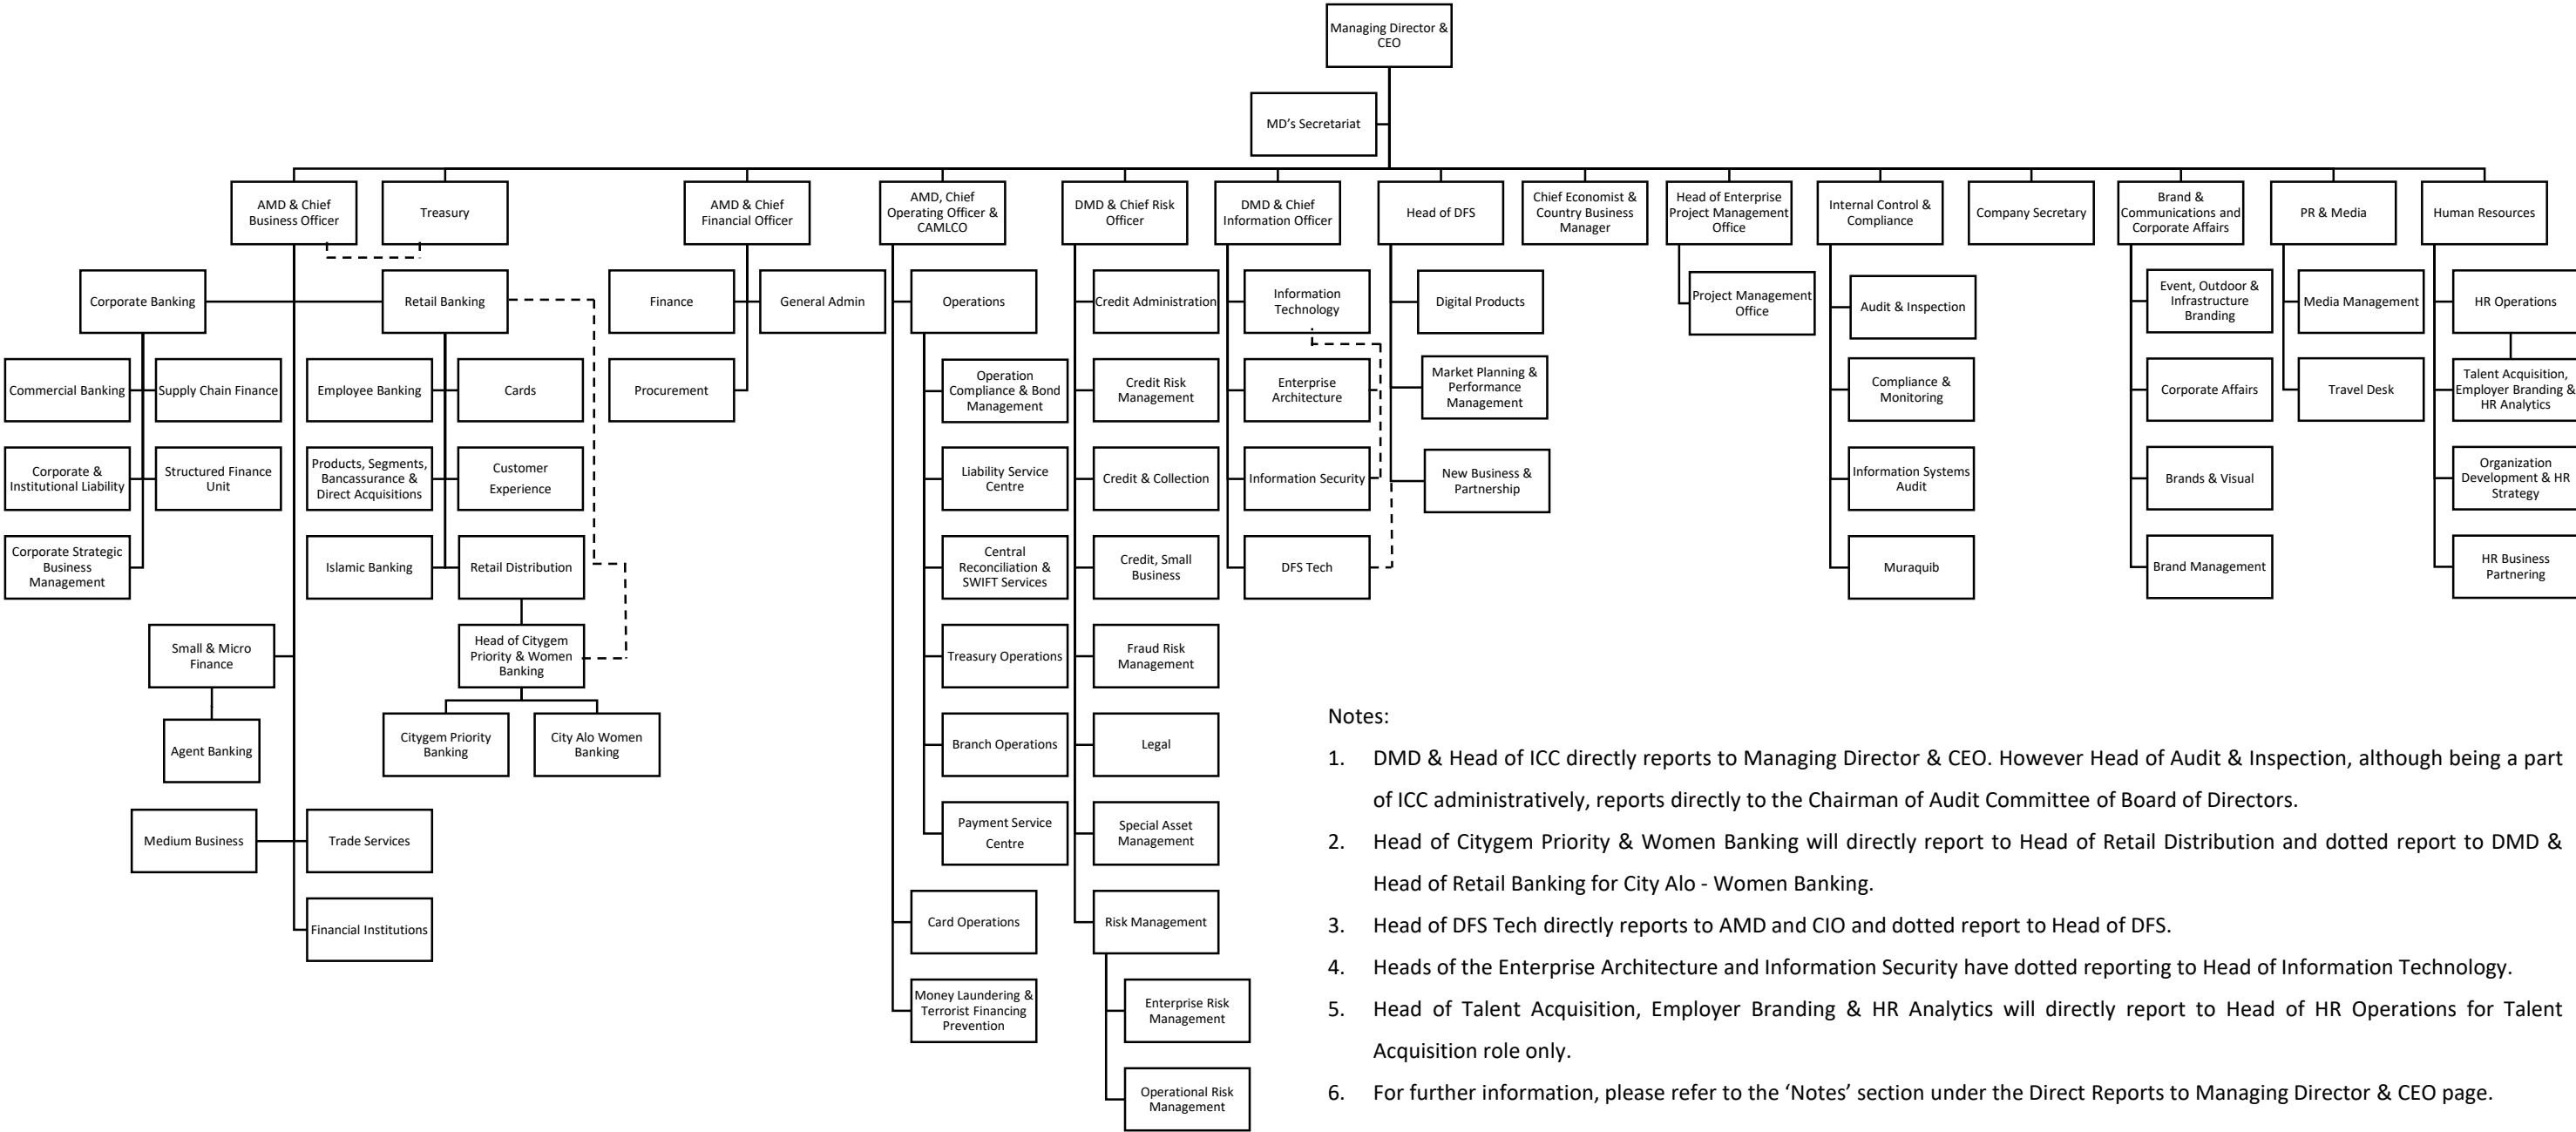 Managing Director &
CEO
MD's Secretariat
AMD & Chief
Business Officer
Treasury
AMD & Chief
Financial Officer
AMD, Chief
Operating Officer &
CAMLCO
DMD & Chief Risk
Officer
DMD & Chief
Information Officer
Head of DFS
Chief Economist &
Country Business
Manager
Head of Enterprise
Project Management
Office
Internal Control &
Compliance
Company Secretary
Brand &
Communications and
Corporate Affairs
PR & Media
Human Resources
Corporate Banking
Retail Banking
Finance
General Admin
Operations
Credit Administration
Information
Technology
Digital Products
Project Management
Office
Audit & Inspection
Event, Outdoor &
Infrastructure
Branding
Media Management
HR Operations
Commercial Banking
Supply Chain Finance
Employee Banking
Cards
Procurement
Operation
Compliance & Bond
Management
Credit Risk
Management
Enterprise
Architecture
Market Planning &
Performance
Management
Compliance &
Monitoring
Corporate Affairs
Travel Desk
Talent Acquisition,
Employer Branding &
HR Analytics
Corporate &
Institutional Liability
Structured Finance
Unit
Products, Segments,
Bancassurance &
Direct Acquisitions
Customer
Experience
Liability Service
Centre
Credit & Collection
Information Security
New Business &
Partnership
Information Systems
Audit
Brands & Visual
Organization
Development & HR
Strategy
Corporate Strategic
Business
Management
Islamic Banking
Retail Distribution
Central
Reconciliation &
SWIFT Services
Credit, Small
Business
DFS Tech
Muraquib
Brand Management
HR Business
Partnering
Small & Micro
Finance
Head of Citygem
Priority & Women
Banking
Treasury Operations
Fraud Risk
Management
Agent Banking
Citygem Priority
Banking
City Alo Women
Banking
Branch Operations
Legal
Medium Business
Trade Services
Payment Service
Centre
Special Asset
Management
Financial Institutions
Card Operations
Risk Management
Money Laundering &
Terrorist Financing
Prevention
Enterprise Risk
Management
Operational Risk
Management
Notes:
1. DMD & Head of ICC directly reports to Managing Director & CEO. However Head of Audit & Inspection, although being a part
of ICC administratively, reports directly to the Chairman of Audit Committee of Board of Directors.
2. Head of Citygem Priority & Women Banking will directly report to Head of Retail Distribution and dotted report to DMD &
Head of Retail Banking for City Alo - Women Banking.
3. Head of DFS Tech directly reports to AMD and CIO and dotted report to Head of DFS.
4. Heads of the Enterprise Architecture and Information Security have dotted reporting to Head of Information Technology.
5. Head of Talent Acquisition, Employer Branding & HR Analytics will directly report to Head of HR Operations for Talent
Acquisition role only.
6. For further information, please refer to the ‘Notes’ section under the Direct Reports to Managing Director & CEO page.